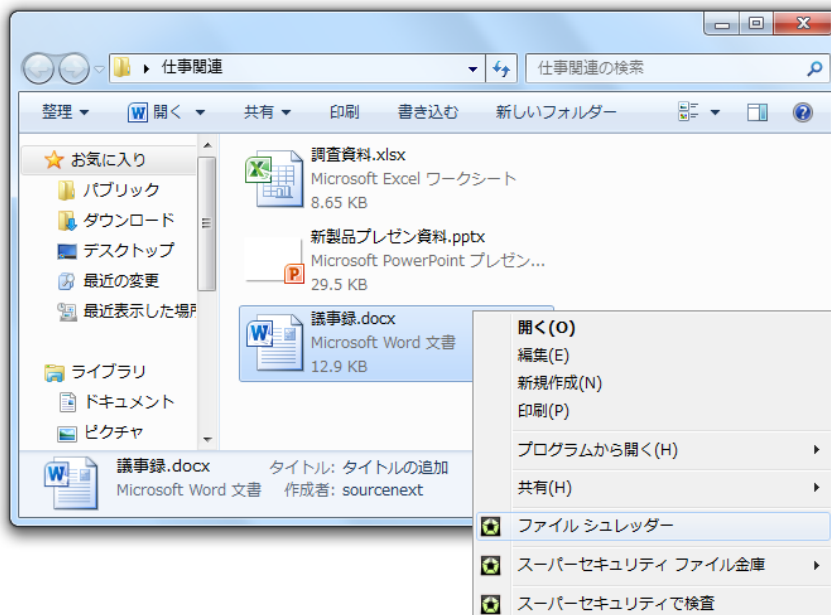 仕事関連
仕事関連の検索
整理
開く
共有
印刷
書き込む
新しいフォルダー
お気に入り
パブリック
ダウンロード
デスクトップ
最近の変更
最近表示した場所
ライブラリ
ドキュメント
ピクチャ
調査資料.xlsx
Microsoft Excel ワークシート
8.65 KB
新製品プレゼン資料.pptx
Microsoft PowerPoint プレゼン...
29.5 KB
議事録.docx
Microsoft Word 文書
12.9 KB
開く(O)
編集(E)
新規作成(N)
印刷(P)
プログラムから開く(H)
共有(H)
ファイル シュレッダー
スーパーセキュリティ ファイル金庫
スーパーセキュリティで検査
議事録.docx
タイトル: タイトルの追加
Microsoft Word 文書
作成者: sourcenext